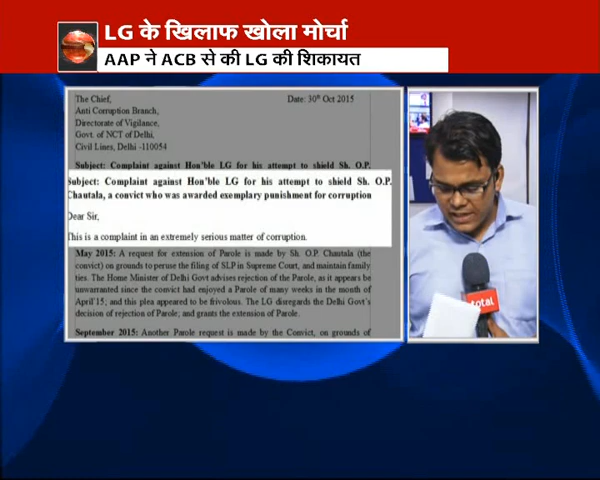 LG के खिलाफ खोला मोर्चा
AAP ने ACB से की LG की शिकायत
The Chief, Date: 30th Oct 2015
Anti Corruption Branch,
Directorate of Vigilance,
Govt. of NCT of Delhi,
Civil Lines, Delhi -110054
Subject: Complaint against Hon'ble LG for his attempt to shield Sh. O.P.
Subject: Complaint against Hon'ble LG for his attempt to shield Sh. O.P.
Chautala, a convict who was awarded exemplary punishment for corruption
Dear Sir,
This is a complaint in an extremely serious matter of corruption.
May 2015: A request for extension of Parole is made by Sh. O.P. Chautala (the
convict) on grounds to peruse the filing of SLP in Supreme Court, and maintain family
ties. The Home Minister of Delhi Govt advises rejection of the Parole, as it appears be
unwarranted since the convict had enjoyed a Parole of many weeks in the month of
April'15; and this plea appeared to be frivolous. The LG disregards the Delhi Govt's
decision of rejection of Parole; and grants the extension of Parole.
September 2015: Another Parole request is made by the Convict, on grounds of
total